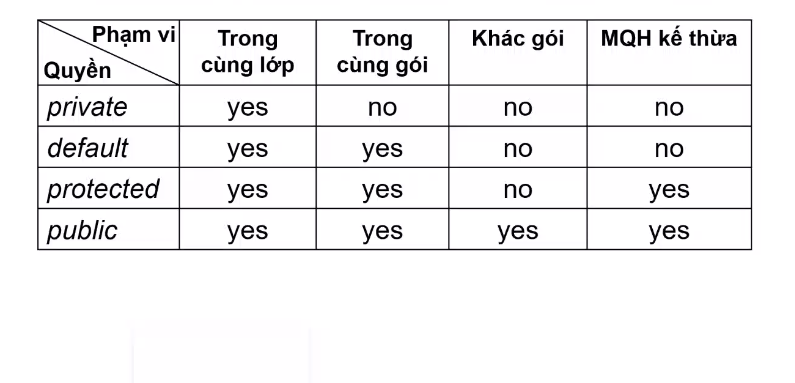 Phạm vi
Quyền
Trong cùng lớp
Trong cùng gói
Khác gói
MQH kế thừa
private yes no no no
default yes yes no no
protected yes yes no yes
public yes yes yes yes